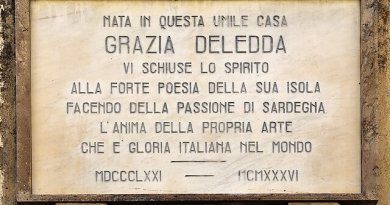 NATA IN QUESTA UMILE CASA
GRAZIA DELEDDA
VI SCHIUSE LO SPIRITO
ALLA FORTE POESIA DELLA SUA ISOLA
FACENDO DELLA PASSIONE DI SARDEGNA
L'ANIMA DELLA PROPRIA ARTE
CHE E' GLORIA ITALIANA NEL MONDO
MDCCCLXXI — MCMXXXVI